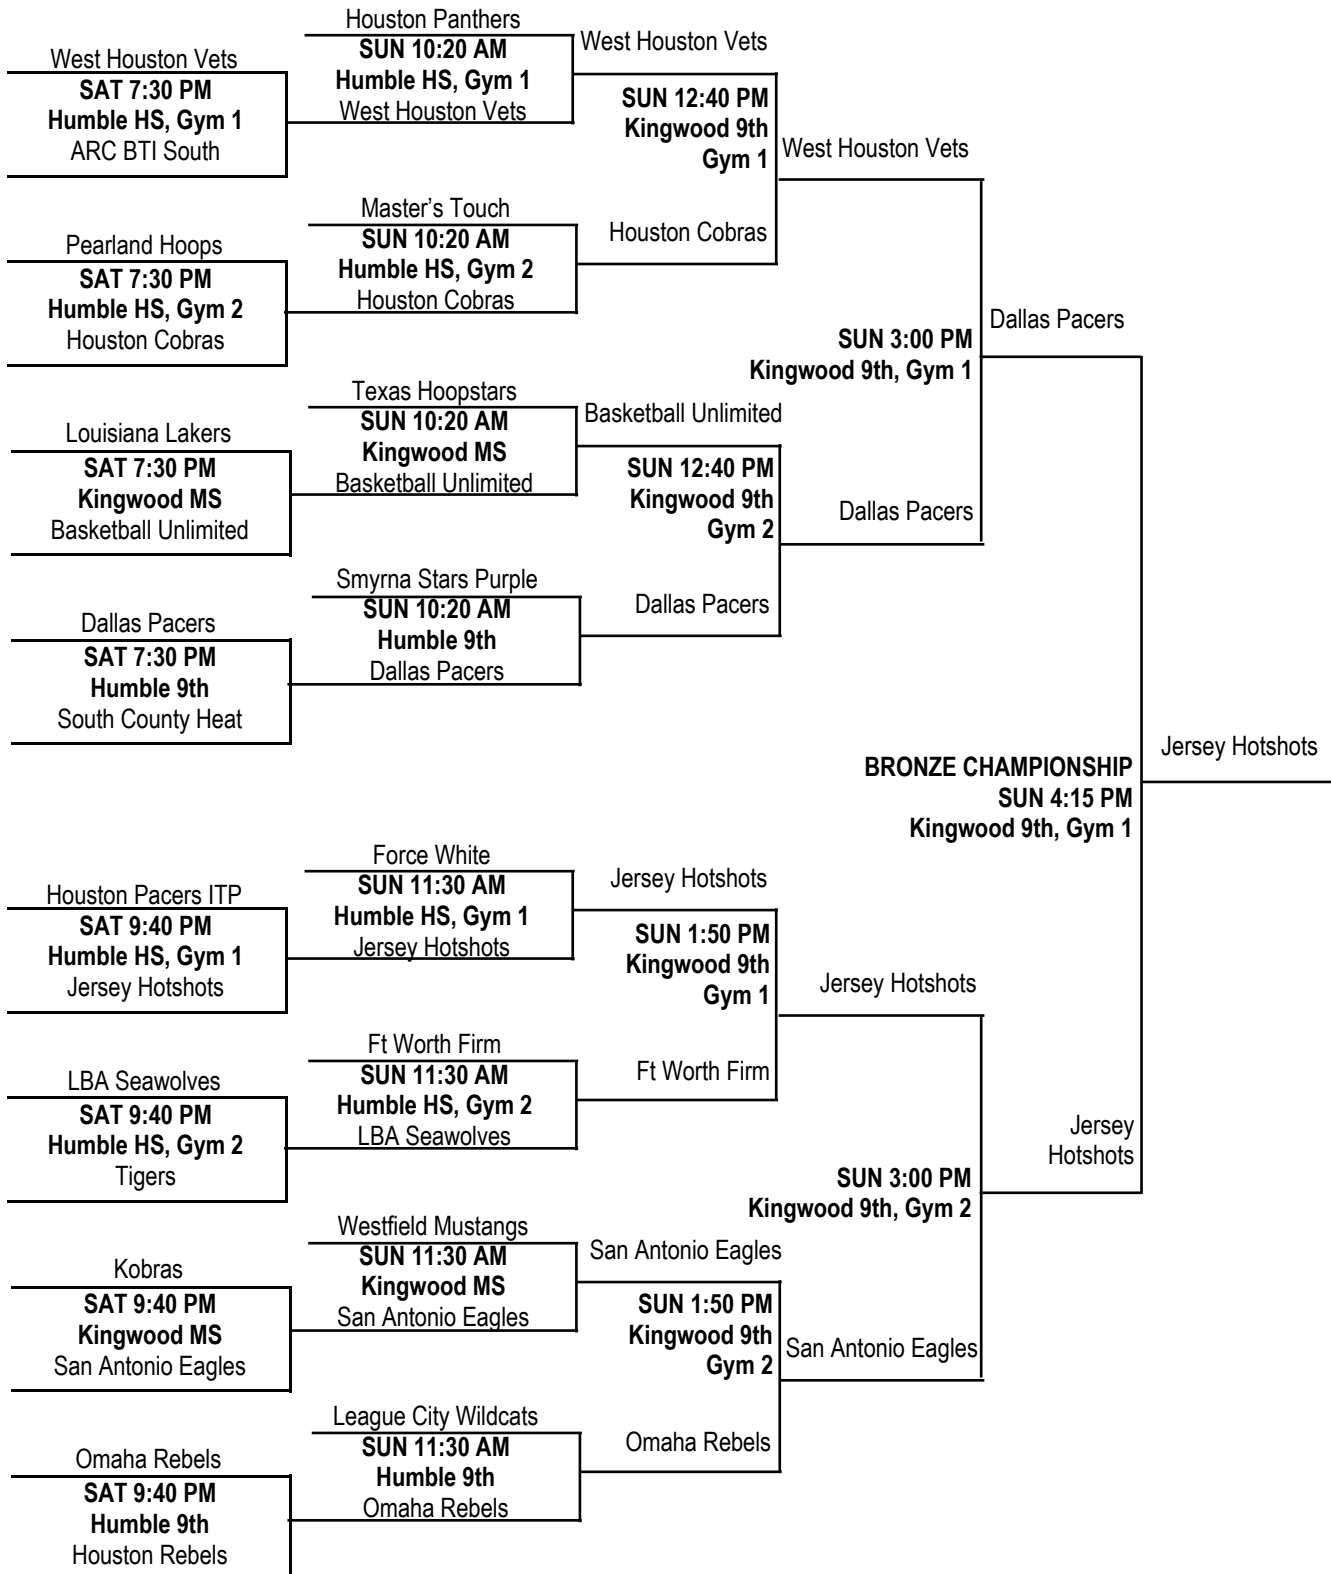 Houston Panthers
West Houston Vets
SUN 10:20 AM
Humble HS, Gym 1
West Houston Vets
West Houston Vets
SAT 7:30 PM
Humble HS, Gym 1
ARC BTI South
SUN 12:40 PM
Kingwood 9th
Gym 1
West Houston Vets
Master's Touch
SUN 10:20 AM
Humble HS, Gym 2
Houston Cobras
Houston Cobras
Pearland Hoops
SAT 7:30 PM
Humble HS, Gym 2
Houston Cobras
Dallas Pacers
SUN 3:00 PM
Kingwood 9th, Gym 1
Texas Hoopstars
SUN 10:20 AM
Kingwood MS
Basketball Unlimited
Basketball Unlimited
Louisiana Lakers
SAT 7:30 PM
Kingwood MS
Basketball Unlimited
SUN 12:40 PM
Kingwood 9th
Gym 2
Dallas Pacers
Smyrna Stars Purple
SUN 10:20 AM
Humble 9th
Dallas Pacers
Dallas Pacers
Dallas Pacers
SAT 7:30 PM
Humble 9th
South County Heat
Jersey Hotshots
BRONZE CHAMPIONSHIP
SUN 4:15 PM
Kingwood 9th, Gym 1
Force White
SUN 11:30 AM
Humble HS, Gym 1
Jersey Hotshots
Jersey Hotshots
Houston Pacers ITP
SAT 9:40 PM
Humble HS, Gym 1
Jersey Hotshots
SUN 1:50 PM
Kingwood 9th
Gym 1
Jersey Hotshots
Ft Worth Firm
SUN 11:30 AM
Humble HS, Gym 2
LBA Seawolves
Ft Worth Firm
LBA Seawolves
SAT 9:40 PM
Humble HS, Gym 2
Tigers
Jersey
Hotshots
SUN 3:00 PM
Kingwood 9th, Gym 2
Westfield Mustangs
SUN 11:30 AM
Kingwood MS
San Antonio Eagles
San Antonio Eagles
Kobras
SAT 9:40 PM
Kingwood MS
San Antonio Eagles
SUN 1:50 PM
Kingwood 9th
Gym 2
San Antonio Eagles
League City Wildcats
SUN 11:30 AM
Humble 9th
Omaha Rebels
Omaha Rebels
Omaha Rebels
SAT 9:40 PM
Humble 9th
Houston Rebels